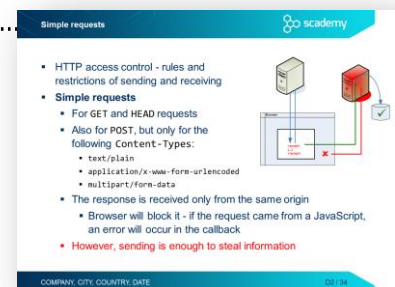 Simple requests
scademy
HTTP access control - rules and
restrictions of sending and receiving
Simple requests
For GET and HEAD requests
Also for POST, but only for the
following Content-Types:
text/plain
application/x-www-form-urlencoded
multipart/form-data
The response is received only from the same origin
Browser will block it - if the request came from a JavaScript,
an error will occur in the callback
However, sending is enough to steal information
COMPANY, CITY, COUNTRY, DATE
D2 / 34